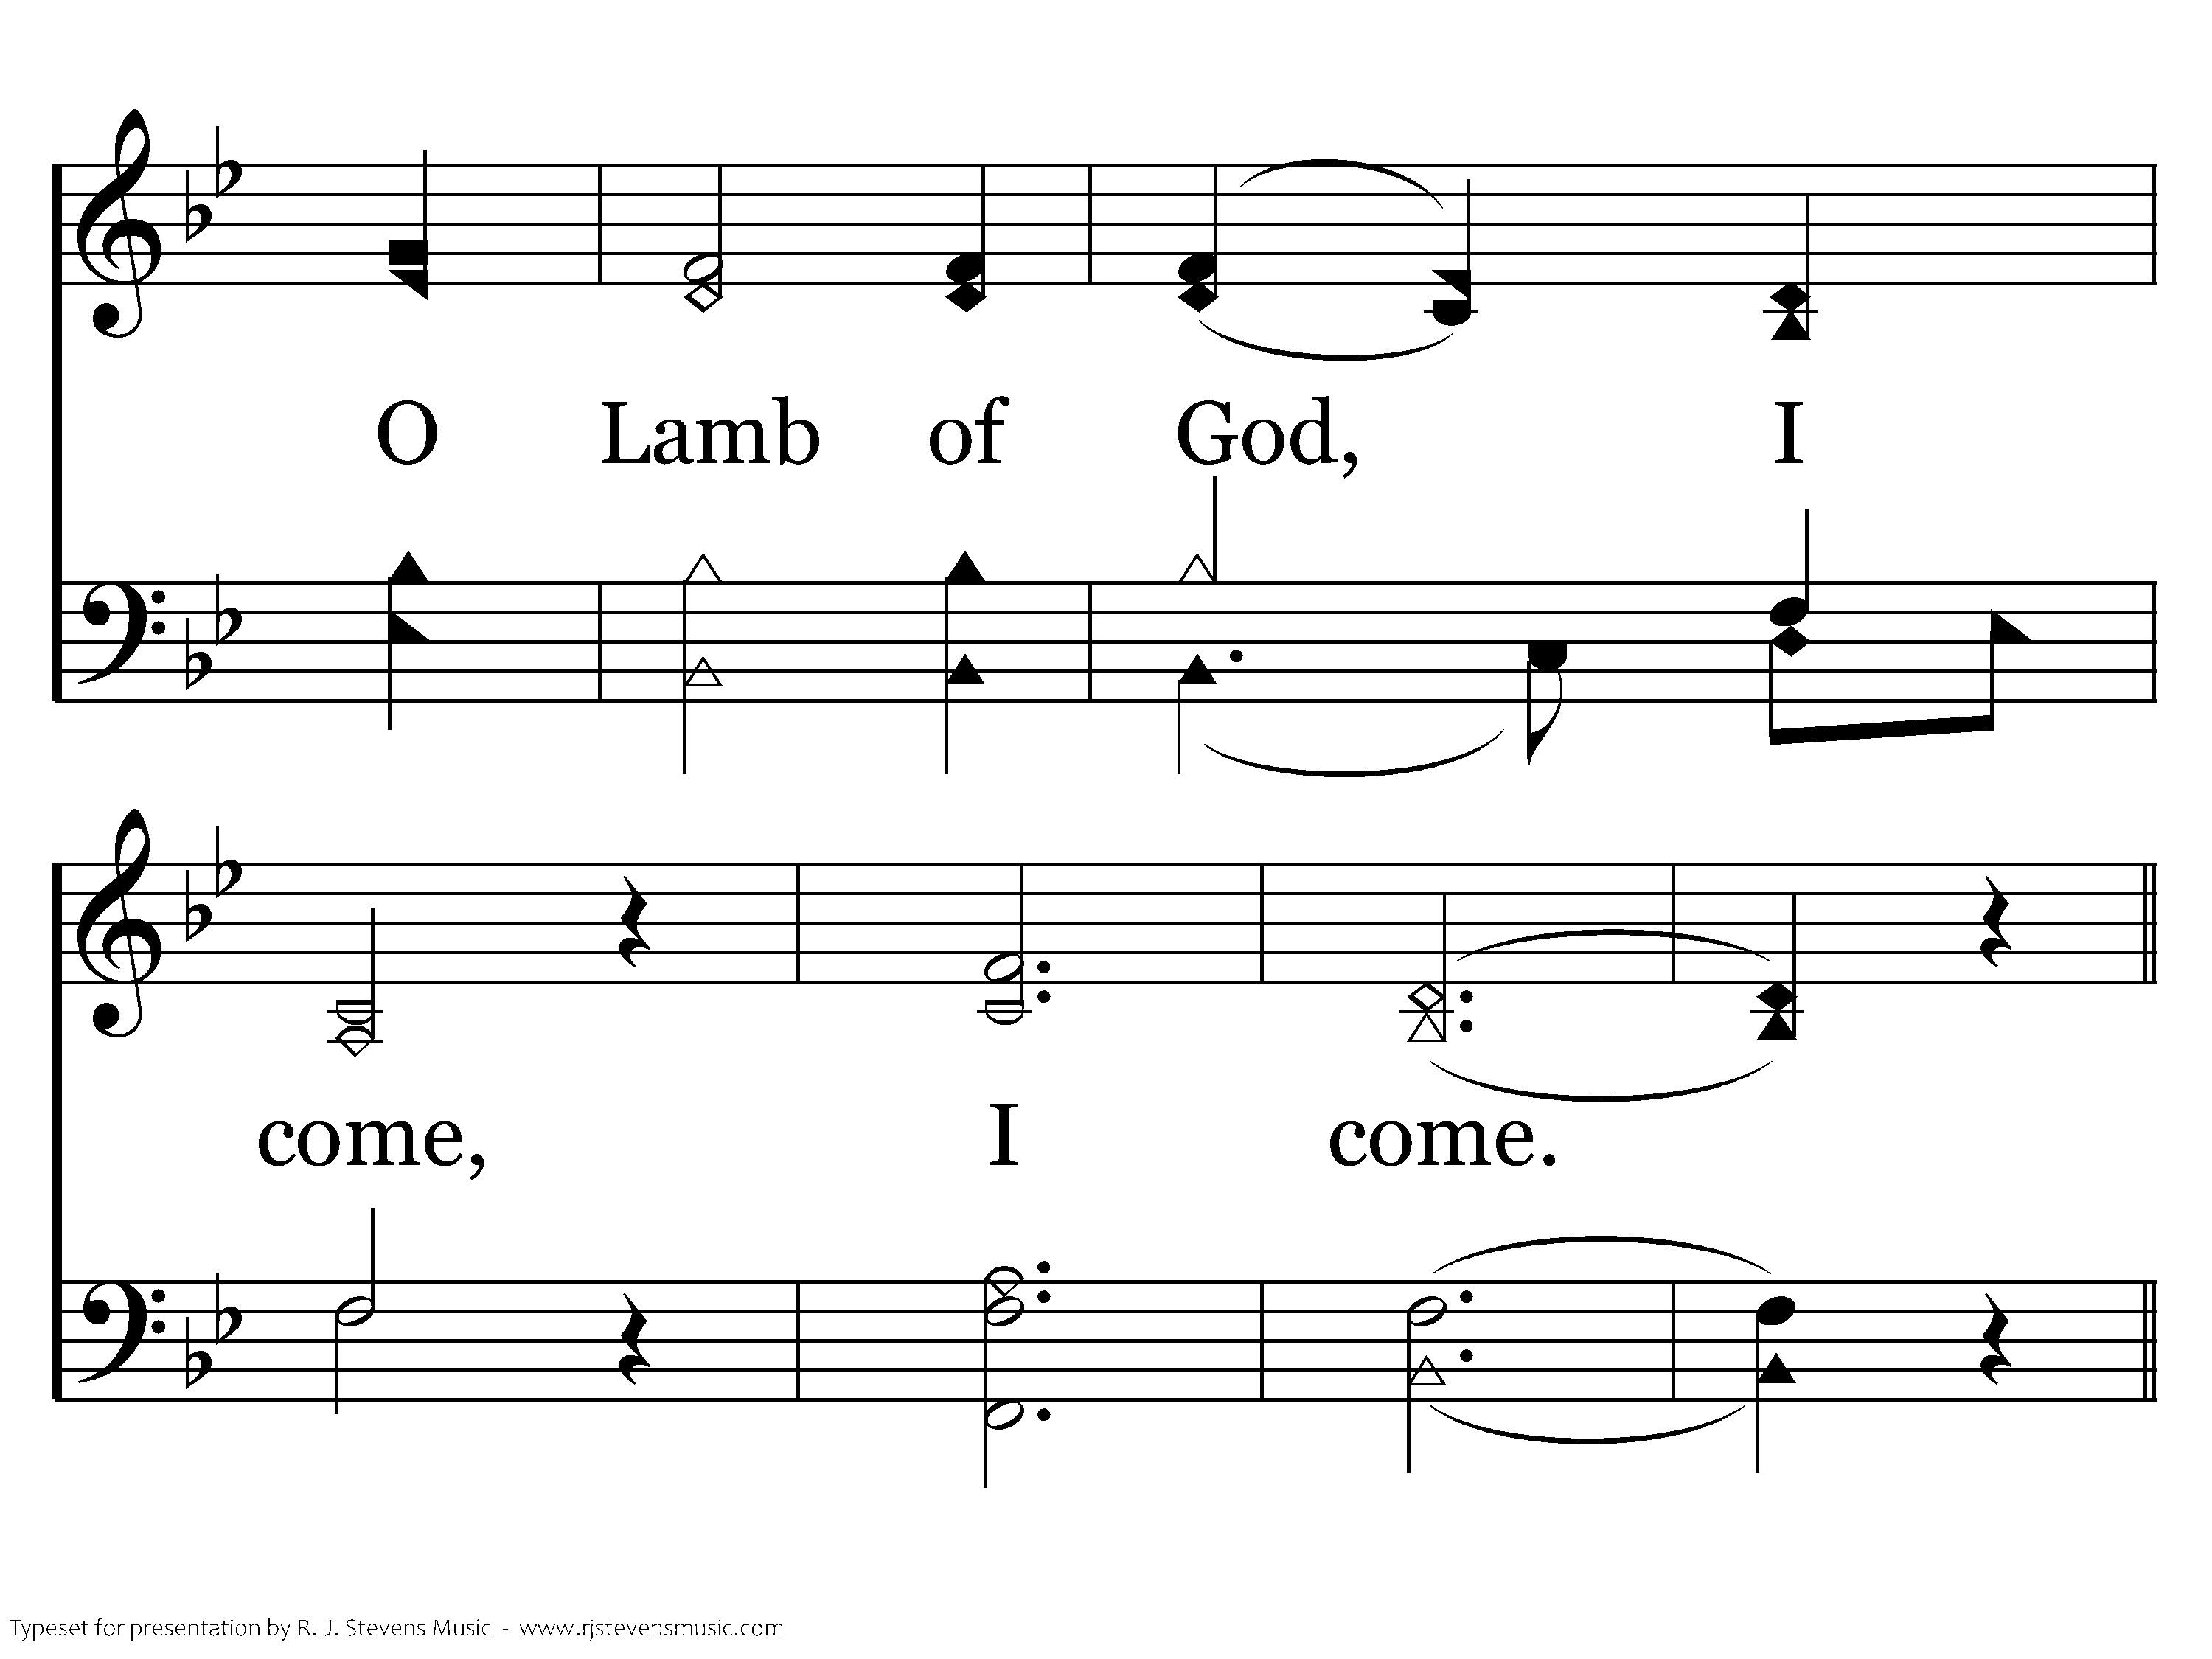 O Lamb of God, I
come, I come.
Typeset for presentation by R. J. Stevens Music - www.rjstevensmusic.com